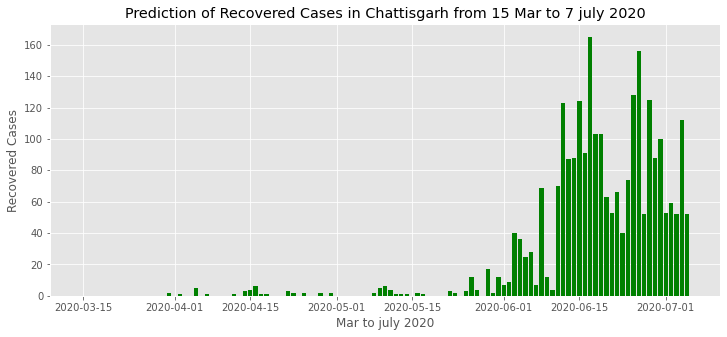 Prediction of Recovered Cases in Chattisgarh from 15 Mar to 7 july 2020
160
140
120
100
80
60
40
20
0
Recovered Cases
2020-03-15 2020-04-01 2020-04-15 2020-05-01 2020-05-15 2020-06-01 2020-06-15 2020-07-01
Mar to july 2020